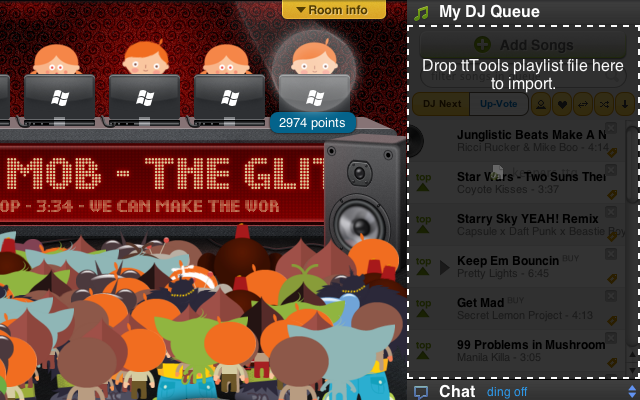 Room info
My DJ Queue
Add Songs
Drop ttTools playlist file here
to import.
DJ Next
Up-Vote
2974 points
MOB - THE GLIT
OP - 3:34 - WE CAN MAKE THE WOR
Junglistic Beats Make A N
Ricci Rucker & Mike Boo - 4:14
top
Star Wars - Two Suns Ther
Coyote Kisses - 3:37
top
Starry Sky YEAH! Remix
Capsule x Daft Punk x Beastie Boy
top
Keep Em Bouncin BUY
Pretty Lights - 6:45
top
Get Mad BUY
Secret Lemon Project - 4:13
top
99 Problems in Mushroom
Manila Killa - 3:05
Chat
ding off